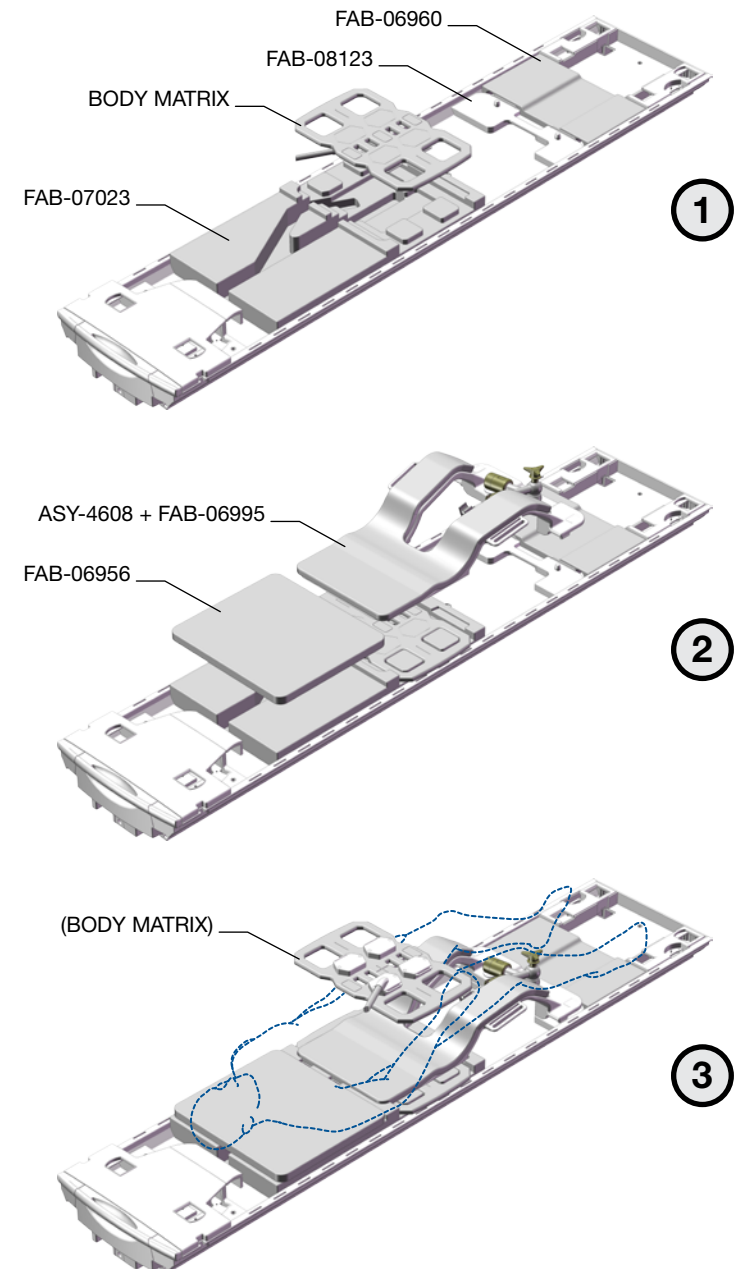 FAB-06960
FAB-08123
BODY MATRIX
FAB-07023
1
ASY-4608 + FAB-06995
FAB-06956
2
(BODY MATRIX)
3